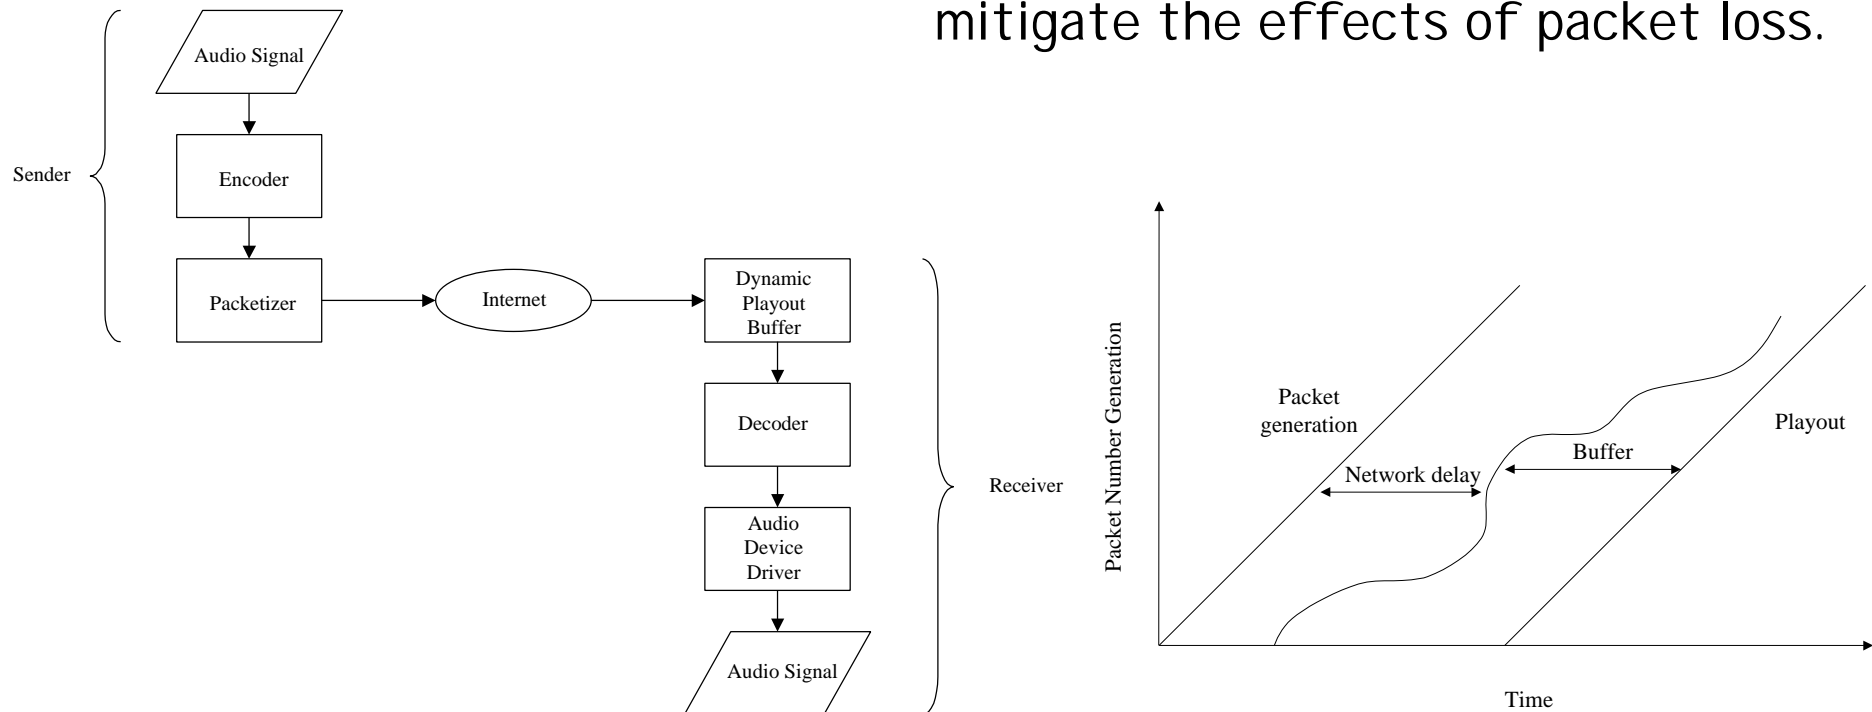 mitigate the effects of packet loss.
Audio Signal
Sender
Encoder
Packetizer
Internet
Dynamic
Playout
Buffer
Decoder
Audio
Device
Driver
Audio Signal
Receiver
Packet Number Generation
Packet
generation
Network delay
Buffer
Playout
Time